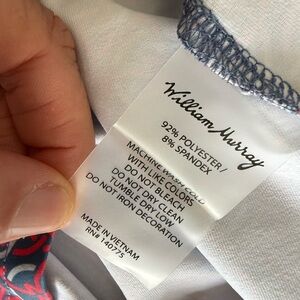 William Murray
92% POLYESTER/
8% SPANDEX
MACHINE WASH COLD
WITH LIKE COLORS
DO NOT BLEACH
DO NOT DRY CLEAN
TUMBLE DRY LOW
DO NOT IRON DECORATION
MADE IN VIETNAM
RN# 140775